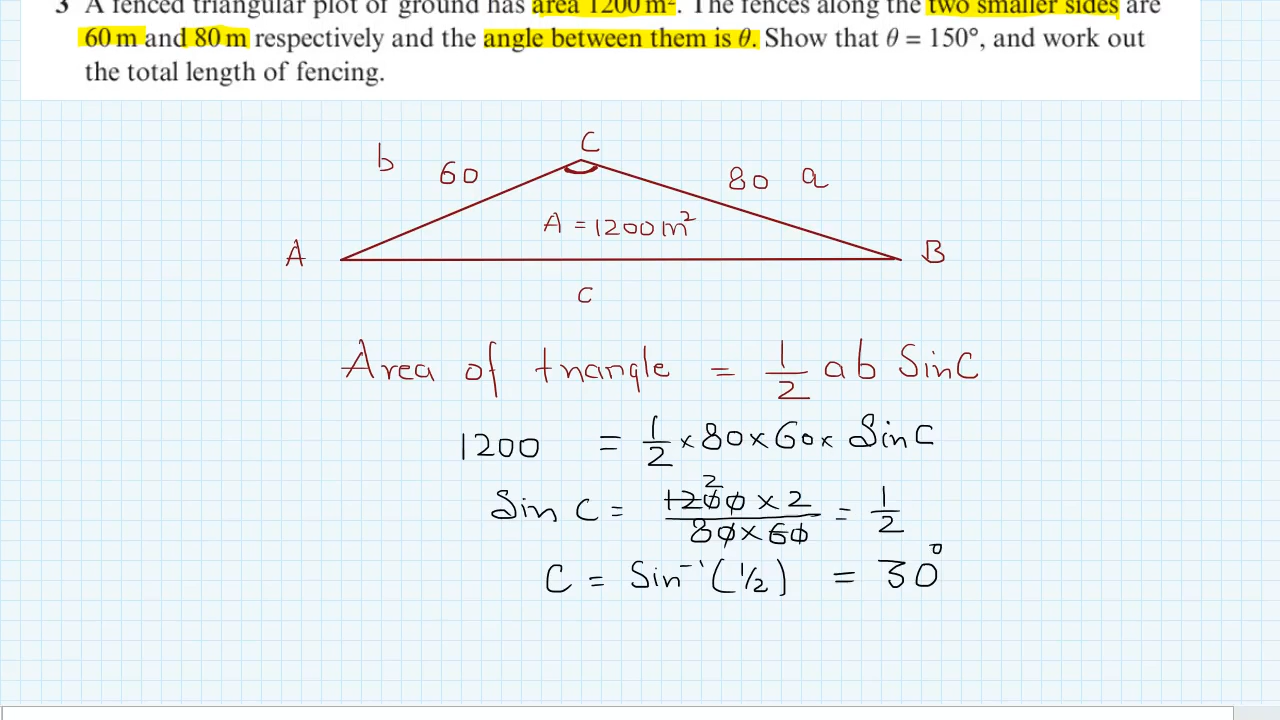 3 A fenced triangular plot of ground has area 1200 m². The fences along the two smaller sides are
60 m and 80 m respectively and the angle between them is θ. Show that θ = 150°, and work out
the total length of fencing.
C
b 60 80 a
A = 1200 m²
A B
c
Area of triangle = 1/2 ab Sin C
1200 = 1/2 × 80 × 60 × Sin C
Sin C = 1200 × 2 / 80 × 60 = 1/2
2
C = Sin⁻¹ (1/2) = 30°